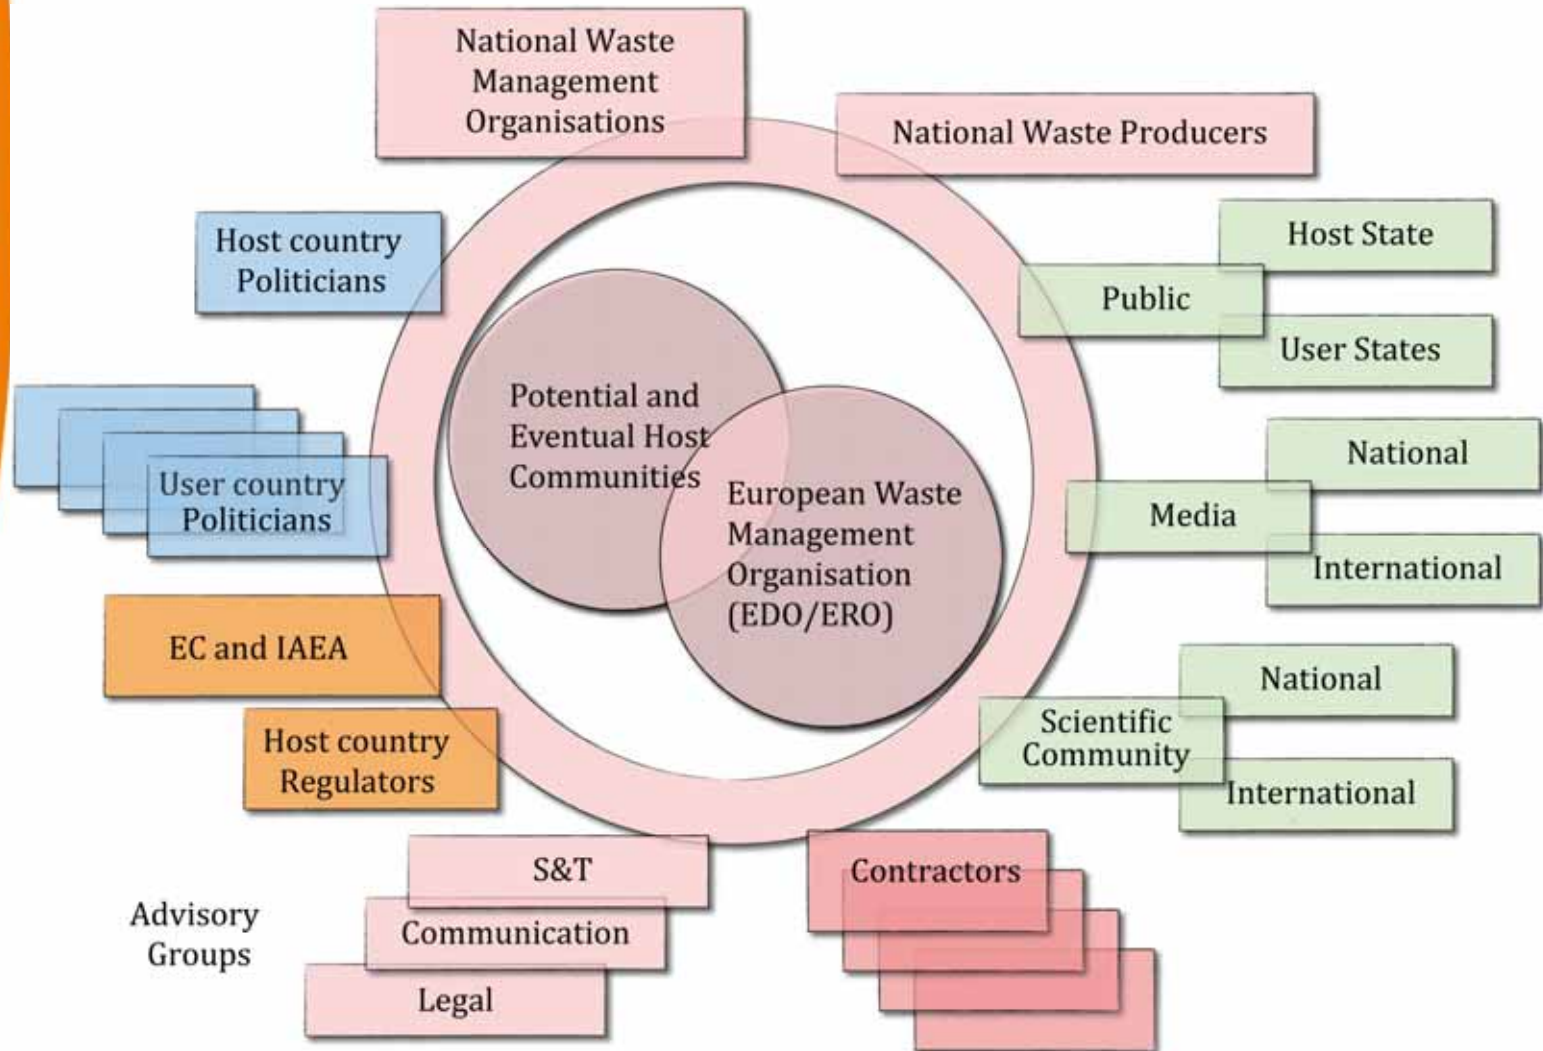 National Waste
Management
Organisations
National Waste Producers
Host country
Politicians
Host State
Public
User States
Potential and
Eventual Host
Communities
European Waste
Management
Organisation
(EDO/ERO)
User country
Politicians
National
Media
International
EC and IAEA
Host country
Regulators
National
Scientific
Community
International
S&T
Communication
Legal
Advisory
Groups
Contractors